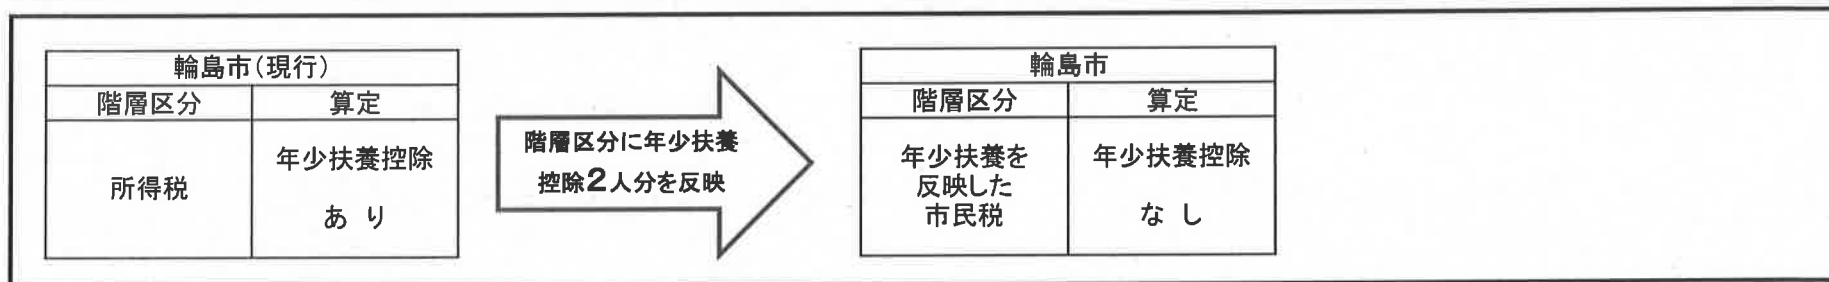 輪島市(現行)
階層区分
算定
所得税
年少扶養控除
あ り
階層区分に年少扶養
控除2人分を反映
輪島市
階層区分
算定
年少扶養を
反映した
市民税
年少扶養控除
な し